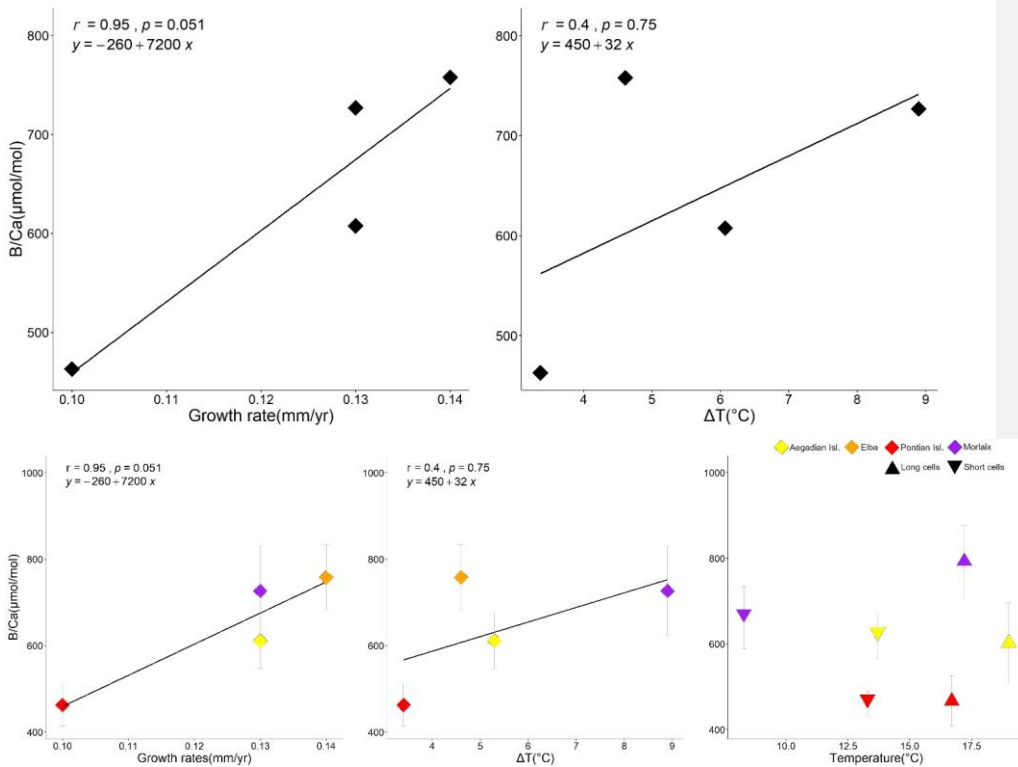 r = 0.95 , p = 0.051
y = −260 + 7200 x
800
700
600
500
B/Ca(μmol/mol)
0.10 0.11 0.12 0.13 0.14
Growth rate(mm/yr)
r = 0.4 , p = 0.75
y = 450 + 32 x
800
700
600
500
4 5 6 7 8 9
ΔT(°C)
r = 0.95 , p = 0.051
y = −260 + 7200 x
1000
800
600
400
B/Ca(μmol/mol)
0.10 0.11 0.12 0.13 0.14
Growth rates(mm/yr)
r = 0.4 , p = 0.75
y = 450 + 32 x
1000
800
600
400
4 5 6 7 8 9
ΔT(°C)
Aegadian Isl. Elba Pontian Isl. Morlaix
Long cells Short cells
1000
800
600
400
10.0 12.5 15.0 17.5
Temperature(°C)